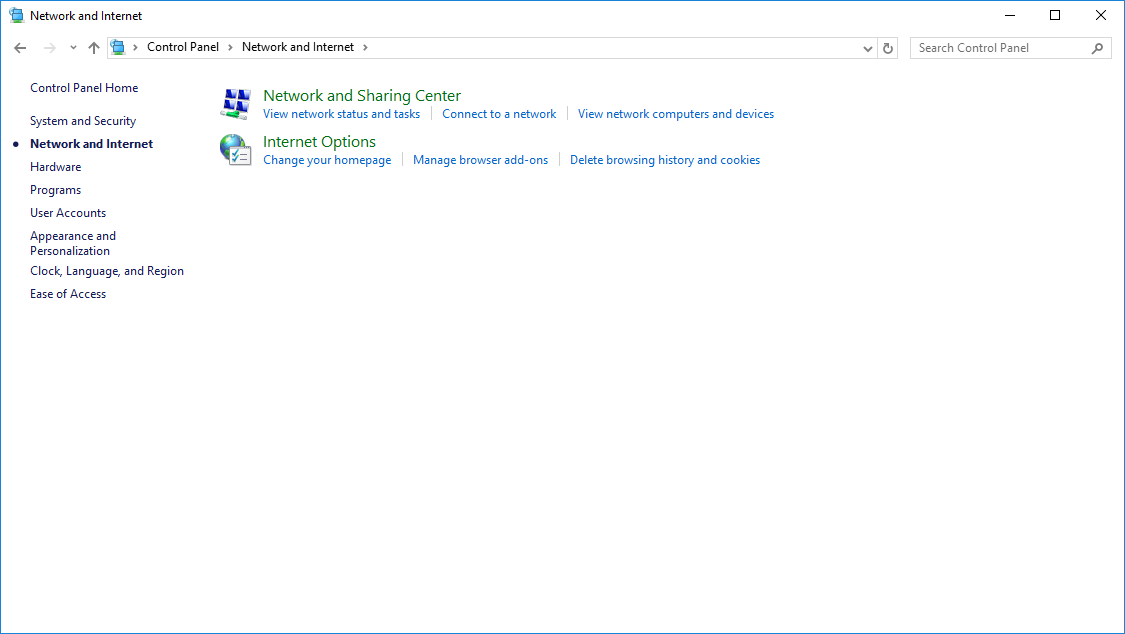 Network and Internet
Control Panel
Network and Internet
Search Control Panel
Control Panel Home
System and Security
Network and Internet
Hardware
Programs
User Accounts
Appearance and
Personalization
Clock, Language, and Region
Ease of Access
Network and Sharing Center
View network status and tasks
Connect to a network
View network computers and devices
Internet Options
Change your homepage
Manage browser add-ons
Delete browsing history and cookies